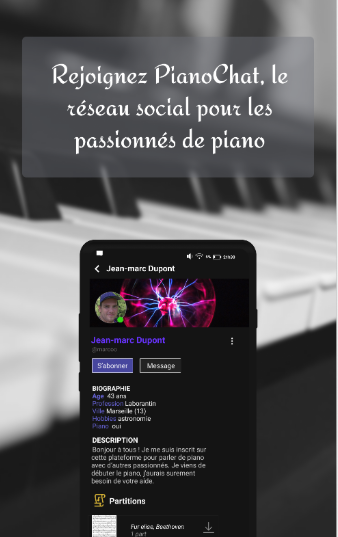 Rejoignez PianoChat, le
réseau social pour les
passionnés de piano
Jean-marc Dupont
Jean-marc Dupont
S'abonner Message
BIOGRAPHIE
Age 43 ans
Profession Laborantin
Ville Marseille (13)
Hobbies astronomie
Piano oui
DESCRIPTION
Bonjour à tous ! Je me suis inscrit sur
cette plateforme pour parler de piano
avec d'autres passionnés. Je viens de
débuter le piano, j'aurais surement
besoin de votre aide.
Partitions
Fur elise, Beethoven
1 part